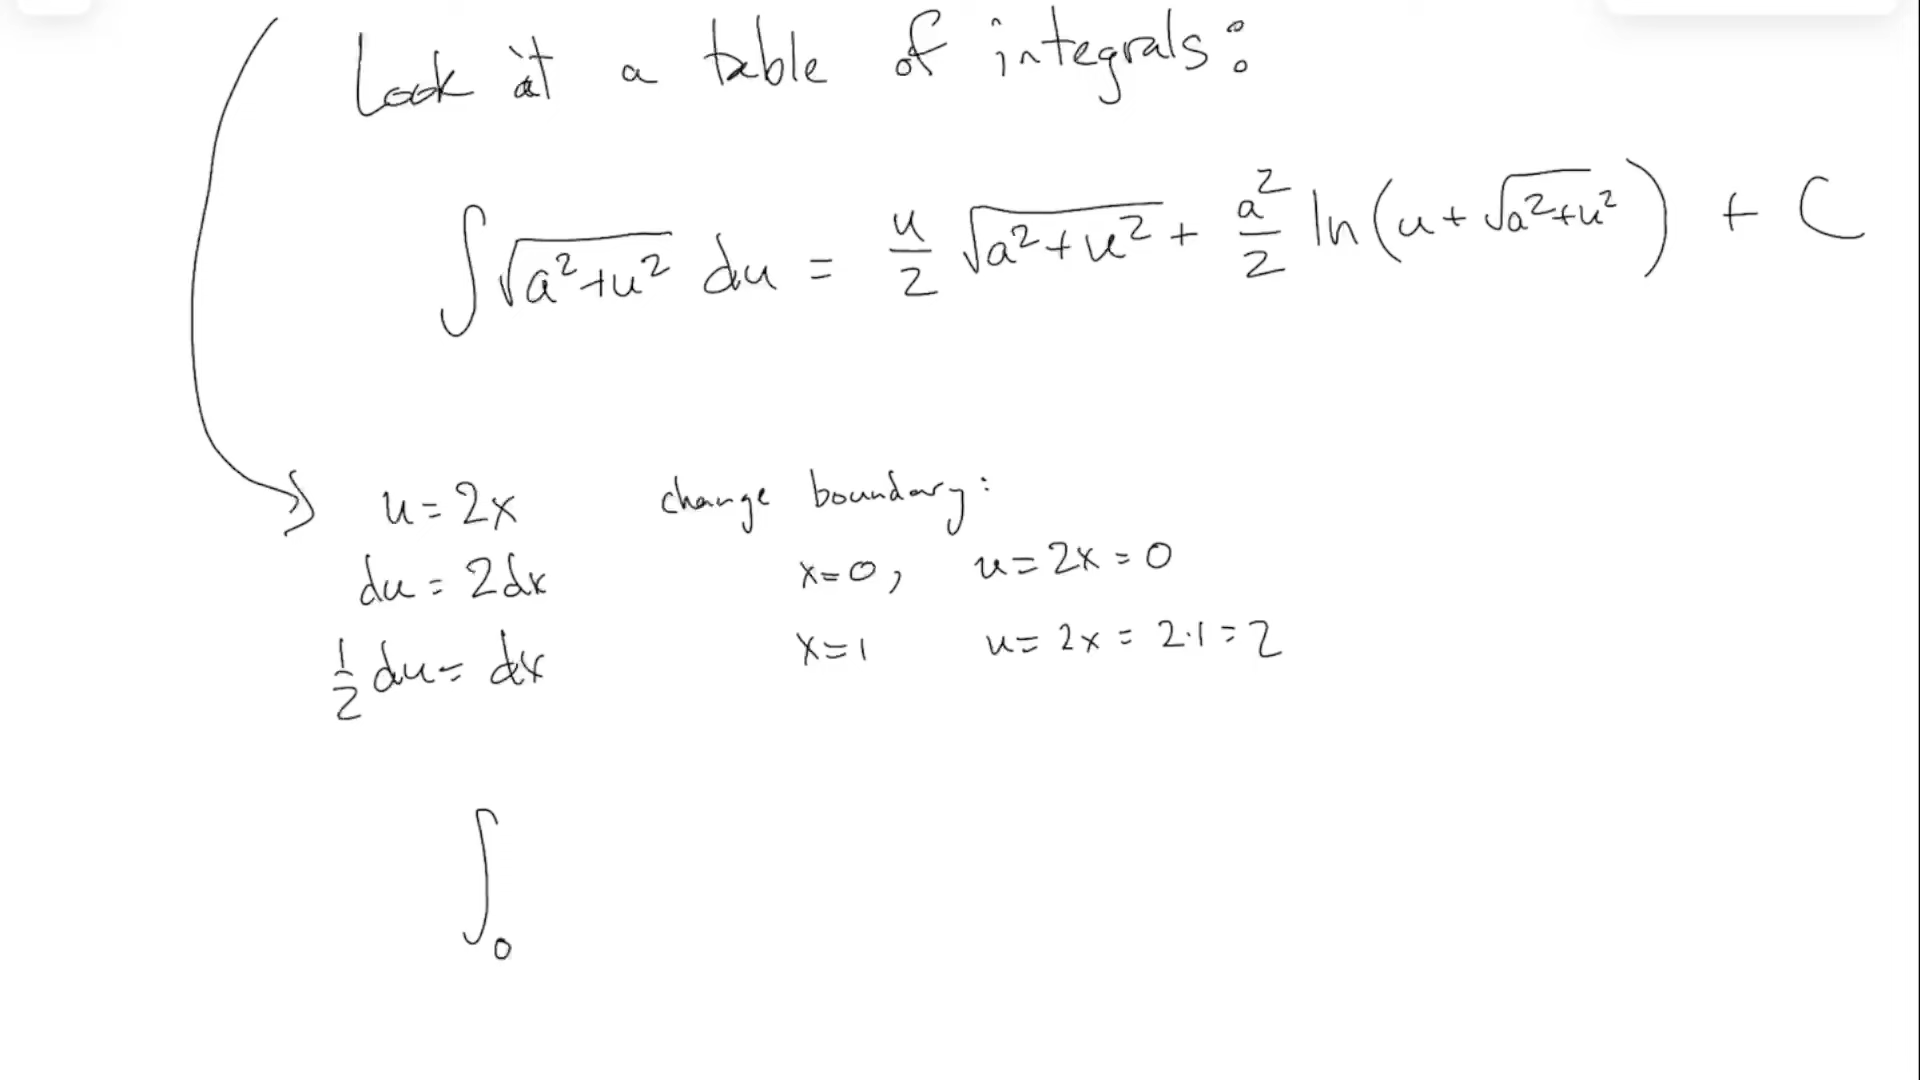 Look at a table of integrals:
∫√(a²+u²) du = u/2 √(a²+u²) + a²/2 ln(u+√(a²+u²)) + C
u=2x change boundary:
du=2dx x=0, u=2x=0
1/2 du=dx x=1 u=2x=2·1=2
∫₀